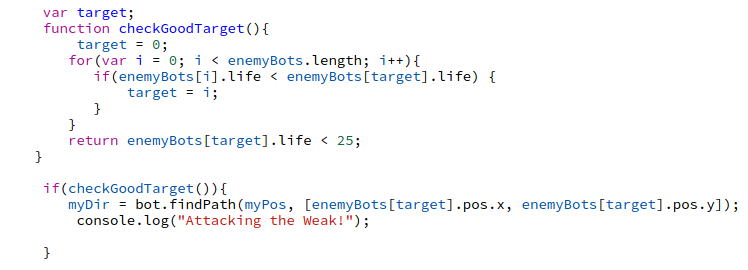 var target;
function checkGoodTarget(){
target = 0;
for(var i = 0; i < enemyBots.length; i++){
if(enemyBots[i].life < enemyBots[target].life) {
target = i;
}
}
return enemyBots[target].life < 25;
}
if(checkGoodTarget()){
myDir = bot.findPath(myPos, [enemyBots[target].pos.x, enemyBots[target].pos.y]);
console.log("Attacking the Weak!");
}